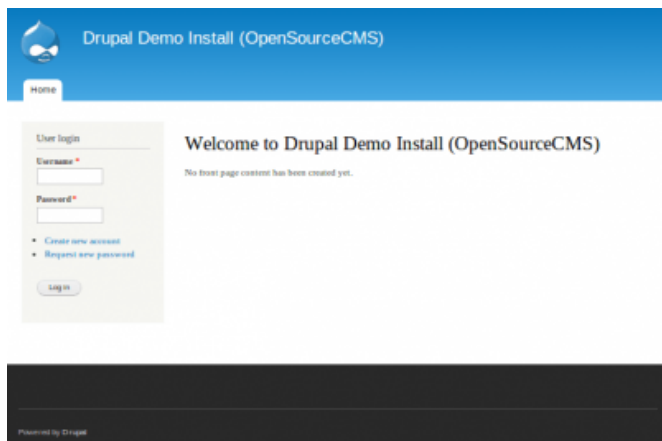 Drupal Demo Install (OpenSourceCMS)
Home
User login
Username *
Password *
Create new account
Request new password
Log in
Welcome to Drupal Demo Install (OpenSourceCMS)
No front page content has been created yet.
Powered by Drupal